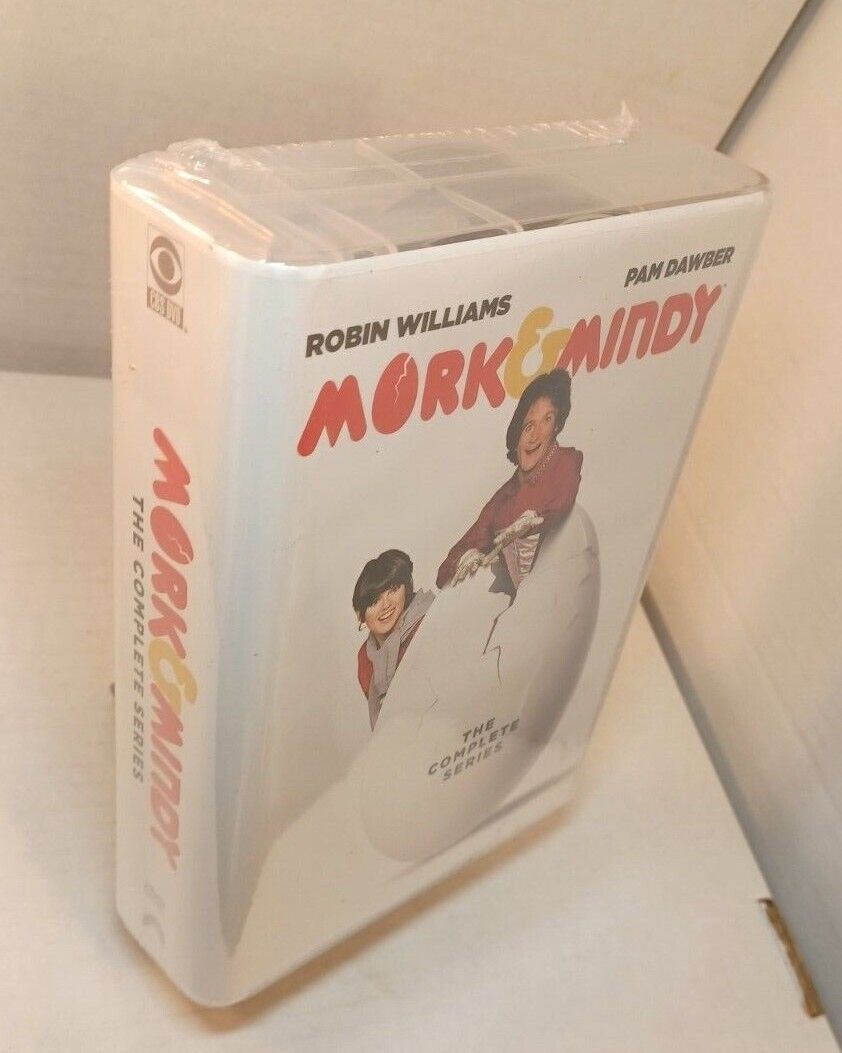 CBS DVD
MORK & MINDY
THE COMPLETE SERIES
ROBIN WILLIAMS
PAM DAWBER
MORK & MINDY
THE
COMPLETE
SERIES